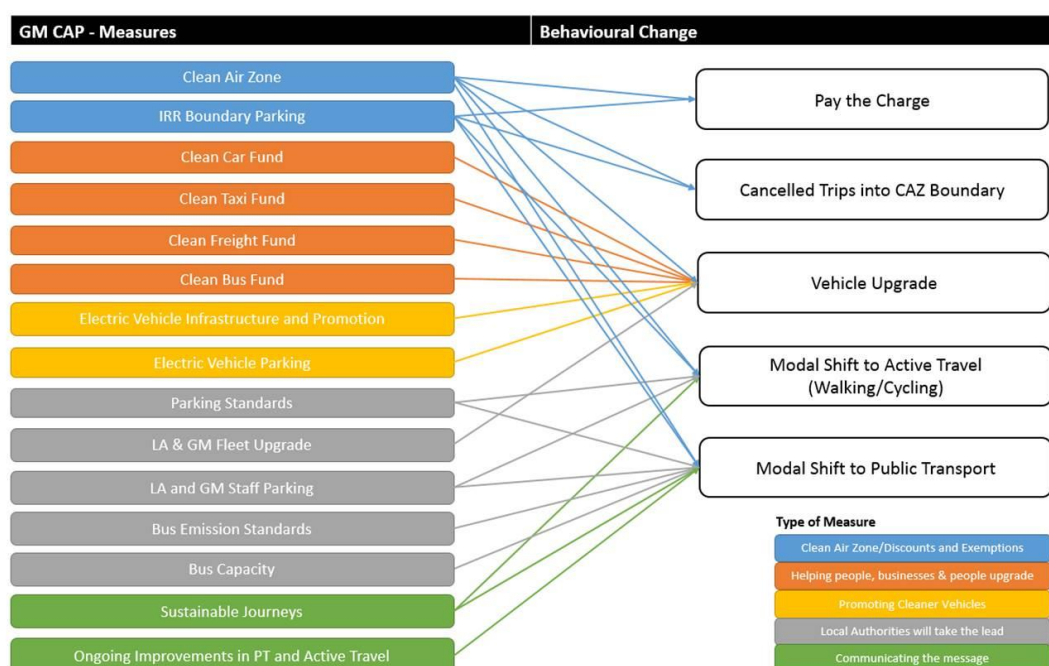 GM CAP - Measures
Behavioural Change
Clean Air Zone
IRR Boundary Parking
Clean Car Fund
Clean Taxi Fund
Clean Freight Fund
Clean Bus Fund
Electric Vehicle Infrastructure and Promotion
Electric Vehicle Parking
Parking Standards
LA & GM Fleet Upgrade
LA and GM Staff Parking
Bus Emission Standards
Bus Capacity
Sustainable Journeys
Ongoing Improvements in PT and Active Travel
Pay the Charge
Cancelled Trips into CAZ Boundary
Vehicle Upgrade
Modal Shift to Active Travel
(Walking/Cycling)
Modal Shift to Public Transport
Type of Measure
Clean Air Zone/Discounts and Exemptions
Helping people, businesses & people upgrade
Promoting Cleaner Vehicles
Local Authorities will take the lead
Communicating the message